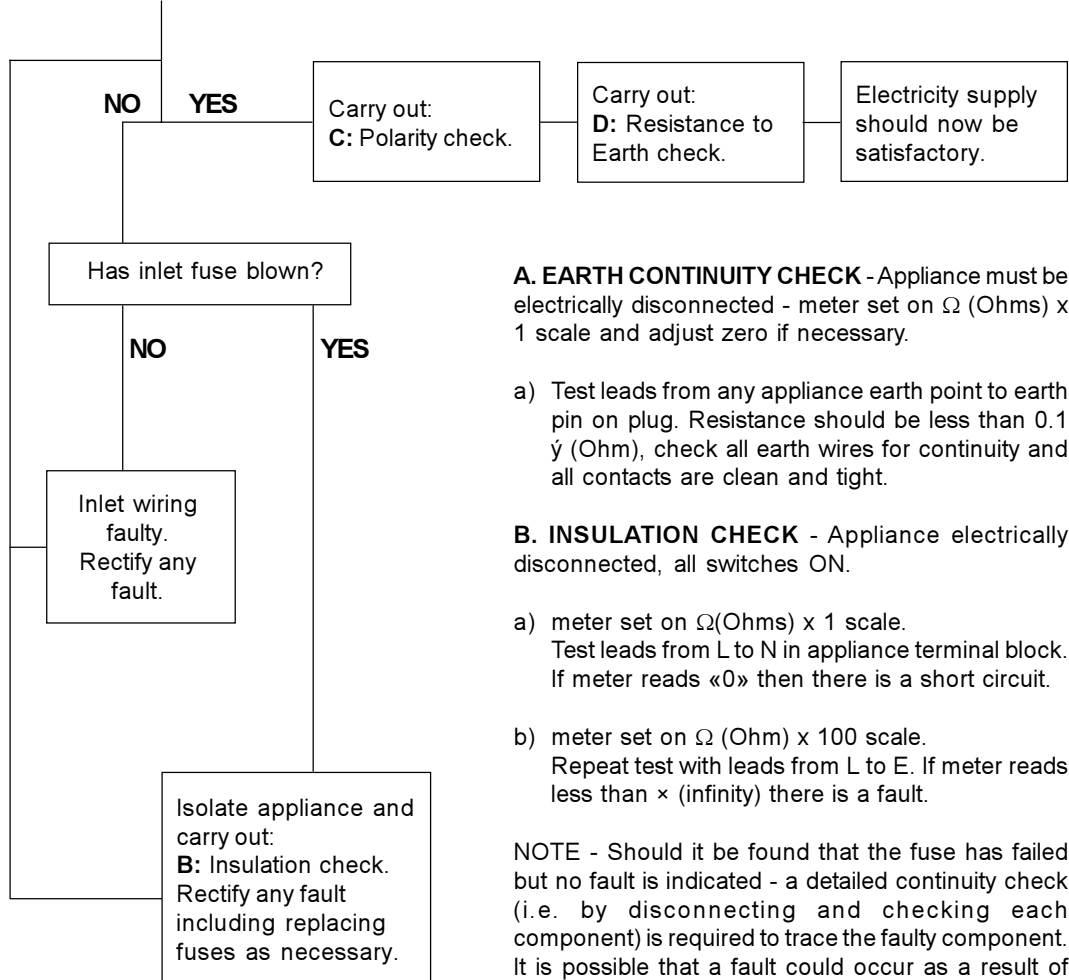 NO YES
Carry out:
C: Polarity check.
Carry out:
D: Resistance to
Earth check.
Electricity supply
should now be
satisfactory.
Has inlet fuse blown?
NO
YES
Inlet wiring
faulty.
Rectify any
fault.
Isolate appliance and
carry out:
B: Insulation check.
Rectify any fault
including replacing
fuses as necessary.
A. EARTH CONTINUITY CHECK - Appliance must be
electrically disconnected - meter set on Ω (Ohms) x
1 scale and adjust zero if necessary.
a) Test leads from any appliance earth point to earth
pin on plug. Resistance should be less than 0.1
ý (Ohm), check all earth wires for continuity and
all contacts are clean and tight.
B. INSULATION CHECK - Appliance electrically
disconnected, all switches ON.
a) meter set on Ω(Ohms) x 1 scale.
Test leads from L to N in appliance terminal block.
If meter reads «0» then there is a short circuit.
b) meter set on Ω (Ohm) x 100 scale.
Repeat test with leads from L to E. If meter reads
less than × (infinity) there is a fault.
NOTE - Should it be found that the fuse has failed
but no fault is indicated - a detailed continuity check
(i.e. by disconnecting and checking each
component) is required to trace the faulty component.
It is possible that a fault could occur as a result of